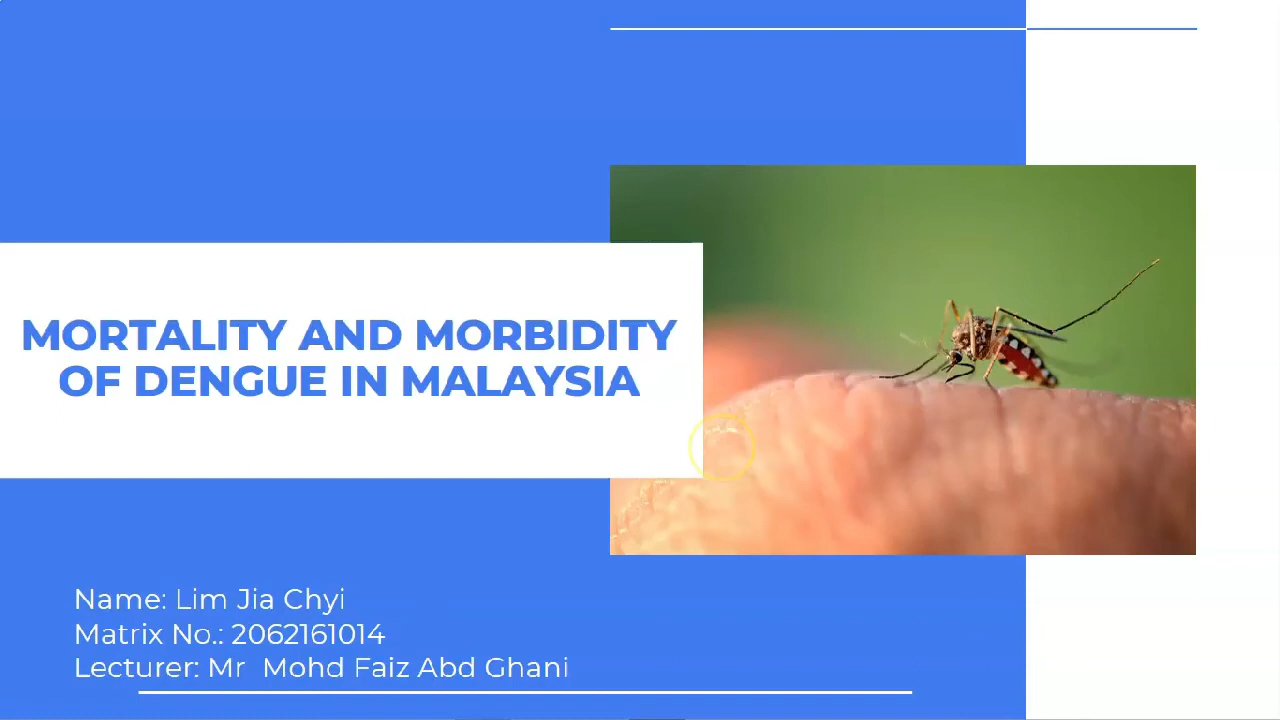 MORTALITY AND MORBIDITY
OF DENGUE IN MALAYSIA
Name: Lim Jia Chyi
Matrix No.: 2062161014
Lecturer: Mr  Mohd Faiz Abd Ghani